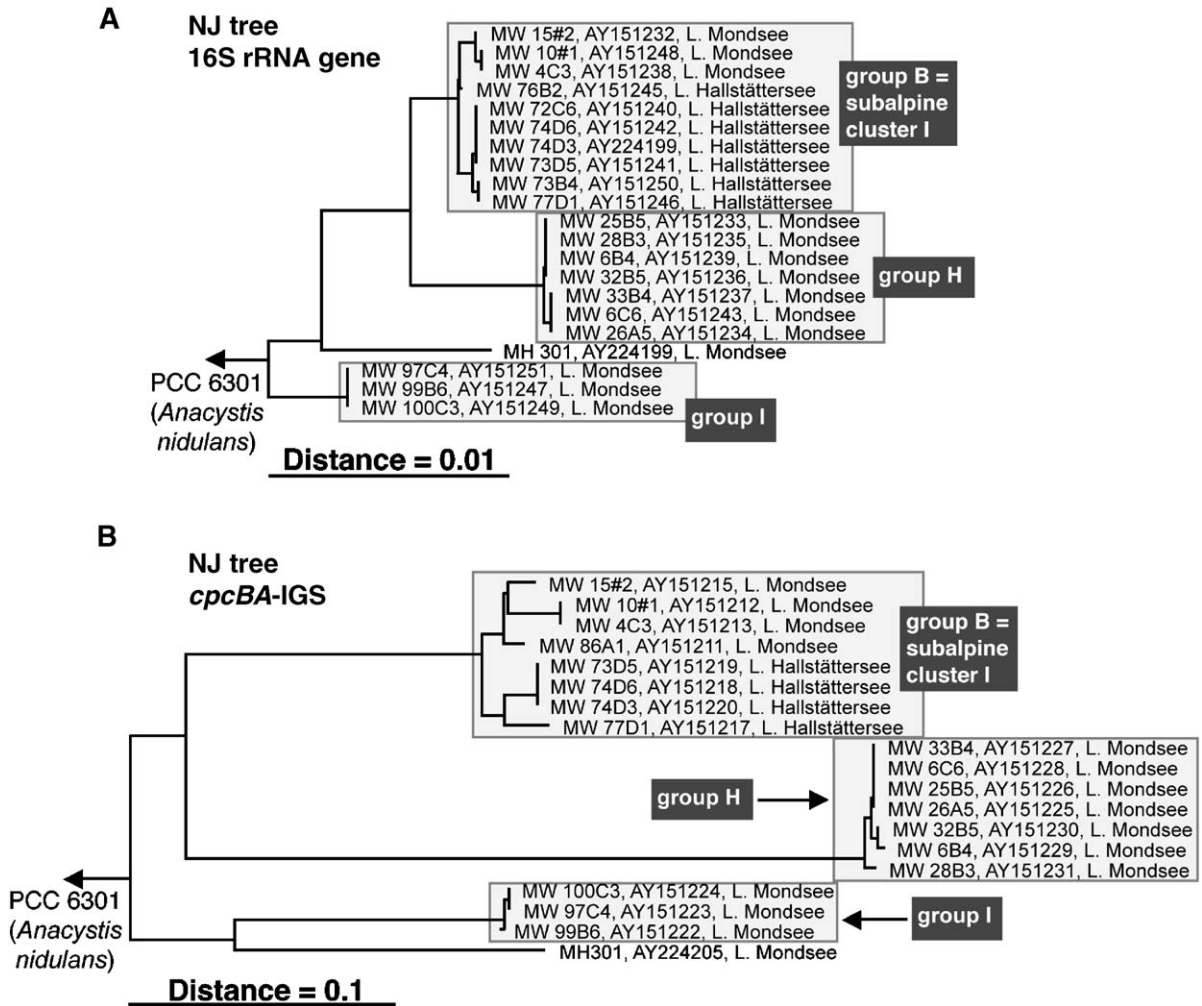 A
NJ tree
16S rRNA gene
MW 15#2, AY151232, L. Mondsee
MW 10#1, AY151248, L. Mondsee
MW 4C3, AY151238, L. Mondsee
MW 76B2, AY151245, L. Hallstättersee
MW 72C6, AY151240, L. Hallstättersee
MW 74D6, AY151242, L. Hallstättersee
MW 74D3, AY224199, L. Hallstättersee
MW 73D5, AY151241, L. Hallstättersee
MW 73B4, AY151250, L. Hallstättersee
MW 77D1, AY151246, L. Hallstättersee
group B =
subalpine
cluster I
MW 25B5, AY151233, L. Mondsee
MW 28B3, AY151235, L. Mondsee
MW 6B4, AY151239, L. Mondsee
MW 32B5, AY151236, L. Mondsee
MW 33B4, AY151237, L. Mondsee
MW 6C6, AY151243, L. Mondsee
MW 26A5, AY151234, L. Mondsee
group H
MH 301, AY224199, L. Mondsee
MW 97C4, AY151251, L. Mondsee
MW 99B6, AY151247, L. Mondsee
MW 100C3, AY151249, L. Mondsee
group I
PCC 6301
(Anacystis
nidulans)
Distance = 0.01
B
NJ tree
cpcBA-IGS
MW 15#2, AY151215, L. Mondsee
MW 10#1, AY151212, L. Mondsee
MW 4C3, AY151213, L. Mondsee
MW 86A1, AY151211, L. Mondsee
MW 73D5, AY151219, L. Hallstättersee
MW 74D6, AY151218, L. Hallstättersee
MW 74D3, AY151220, L. Hallstättersee
MW 77D1, AY151217, L. Hallstättersee
group B =
subalpine
cluster I
MW 33B4, AY151227, L. Mondsee
MW 6C6, AY151228, L. Mondsee
MW 25B5, AY151226, L. Mondsee
MW 26A5, AY151225, L. Mondsee
MW 32B5, AY151230, L. Mondsee
MW 6B4, AY151229, L. Mondsee
MW 28B3, AY151231, L. Mondsee
group H
MW 100C3, AY151224, L. Mondsee
MW 97C4, AY151223, L. Mondsee
MW 99B6, AY151222, L. Mondsee
group I
MH301, AY224205, L. Mondsee
PCC 6301
(Anacystis
nidulans)
Distance = 0.1